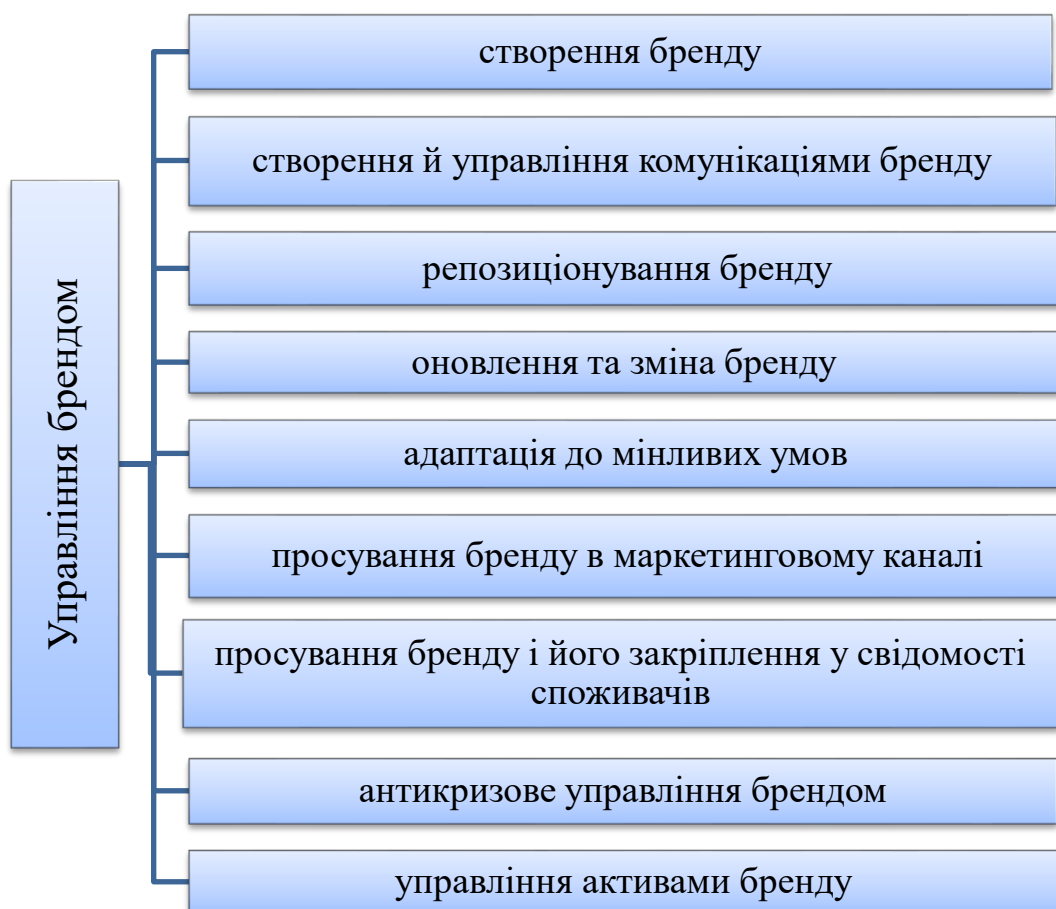 Управління брендом
створення бренду
створення й управління комунікаціями бренду
репозиціонування бренду
оновлення та зміна бренду
адаптація до мінливих умов
просування бренду в маркетинговому каналі
просування бренду і його закріплення у свідомості
споживачів
антикризове управління брендом
управління активами бренду